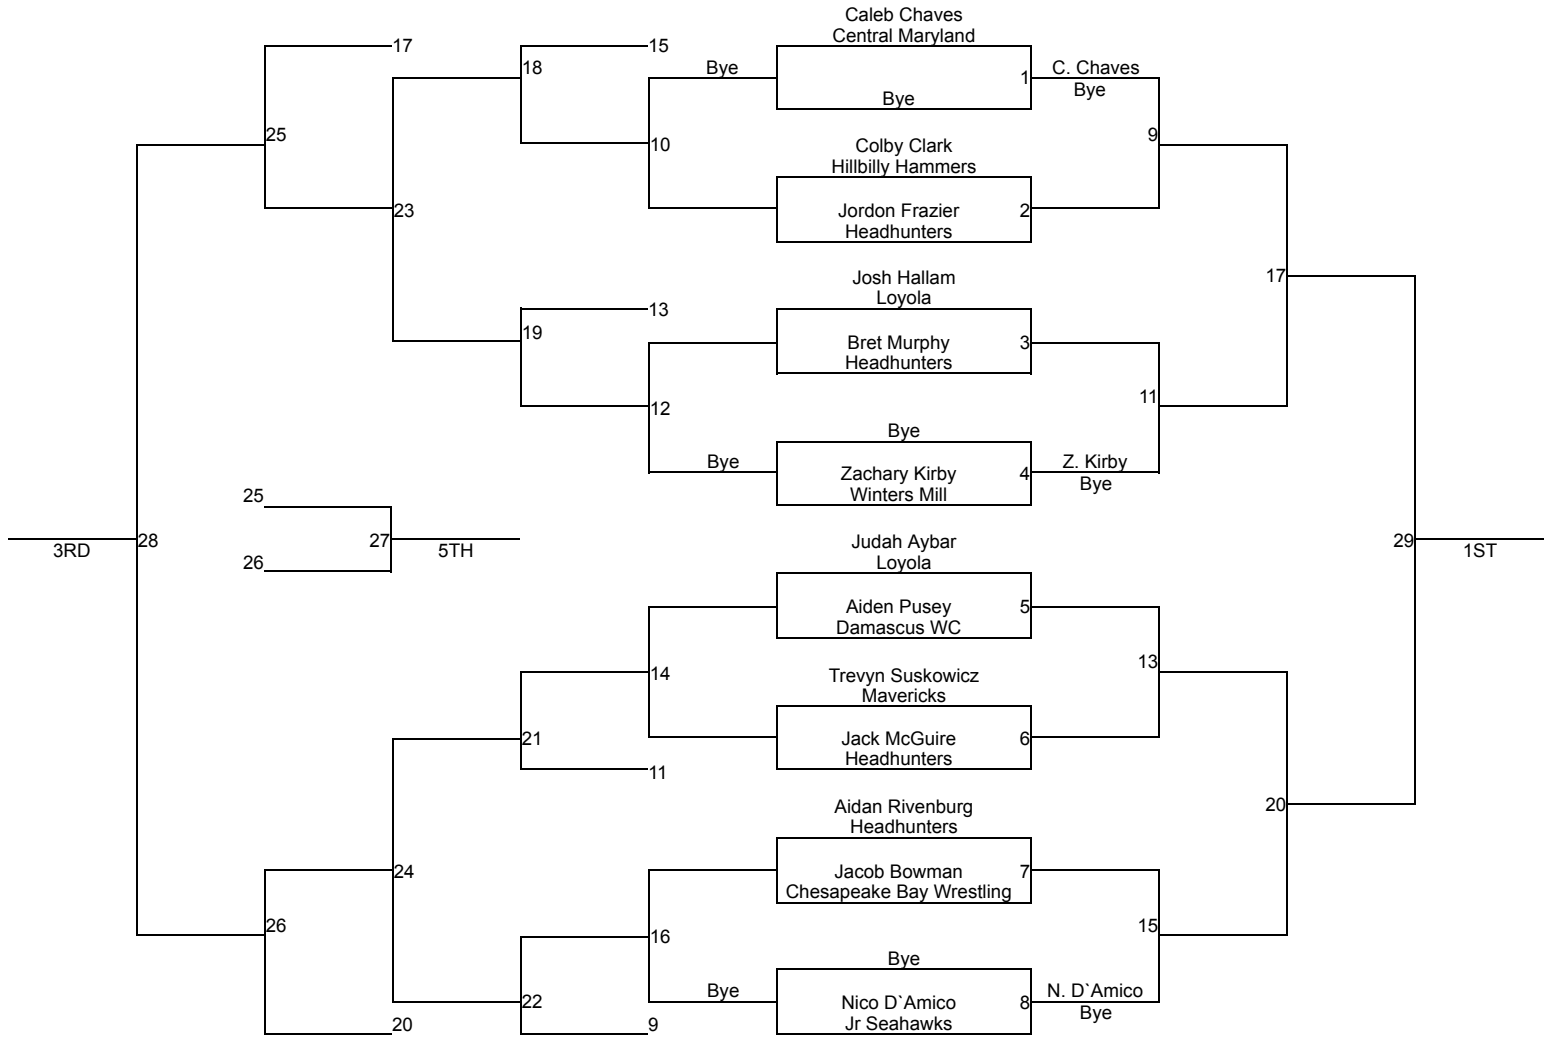 Caleb Chaves
Central Maryland
17
15
18
Bye
1
C. Chaves
Bye
Bye
25
10
9
Colby Clark
Hillbilly Hammers
23
Jordon Frazier
2
Headhunters
Josh Hallam
17
Loyola
13
19
Bret Murphy
3
Headhunters
12
11
Bye
Bye
Zachary Kirby
4
Z. Kirby
Winters Mill
Bye
25
3RD
28
27
5TH
26
Judah Aybar
29
1ST
Loyola
Aiden Pusey
5
Damascus WC
14
13
Trevyn Suskowicz
Mavericks
21
Jack McGuire
6
Headhunters
11
Aidan Rivenburg
20
Headhunters
24
Jacob Bowman
7
Chesapeake Bay Wrestling
26
16
15
Bye
Bye
22
Nico D`Amico
8
N. D`Amico
Jr Seahawks
Bye
20
9